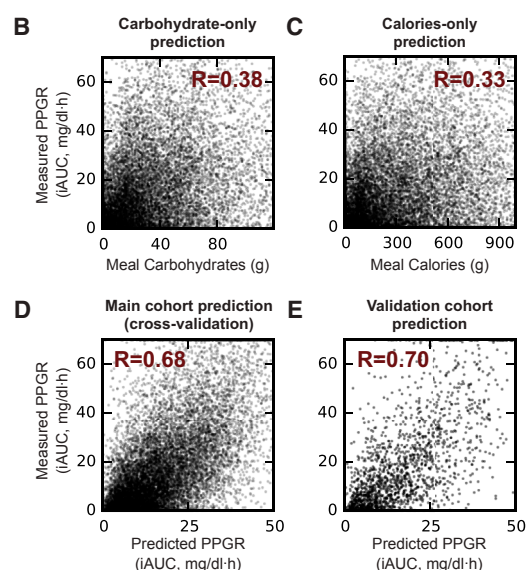 B
Carbohydrate-only
prediction
R=0.38
Measured PPGR
(iAUC, mg/dl·h)
60
40
20
0
0 40 80
Meal Carbohydrates (g)
C
Calories-only
prediction
R=0.33
60
40
20
0
0 300 600 900
Meal Calories (g)
D
Main cohort prediction
(cross-validation)
R=0.68
Measured PPGR
(iAUC, mg/dl·h)
60
40
20
0
0 25 50
Predicted PPGR
(iAUC, mg/dl·h)
E
Validation cohort
prediction
R=0.70
60
40
20
0
0 25 50
Predicted PPGR
(iAUC, mg/dl·h)